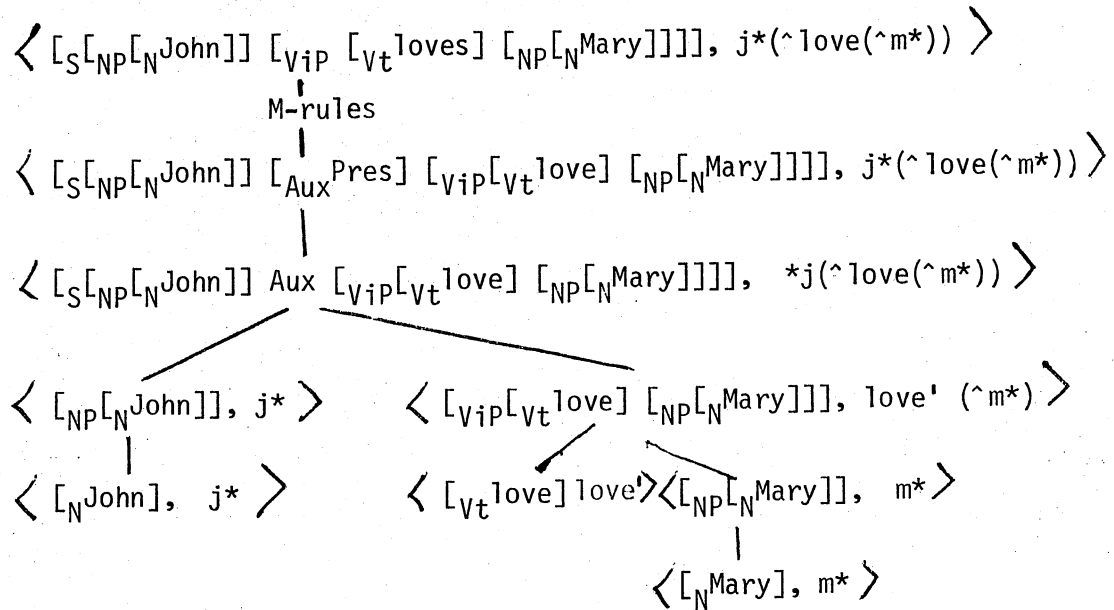 ⟨ [S[NP[NJohn]] [ViP [Vtloves] [NP[NMary]]]], j*(^love(^m*)) ⟩
M-rules
⟨ [S[NP[NJohn]] [AuxPres] [ViP[Vtlove] [NP[NMary]]]], j*(^love(^m*)) ⟩
⟨ [S[NP[NJohn]] Aux [ViP[Vtlove] [NP[NMary]]]], *j(^love(^m*)) ⟩
⟨ [NP[NJohn]], j* ⟩ ⟨ [ViP[Vtlove] [NP[NMary]]], love' (^m*) ⟩
⟨ [NJohn], j* ⟩ ⟨ [Vtlove] love'⟩ ⟨[NP[NMary]], m* ⟩
⟨[NMary], m* ⟩